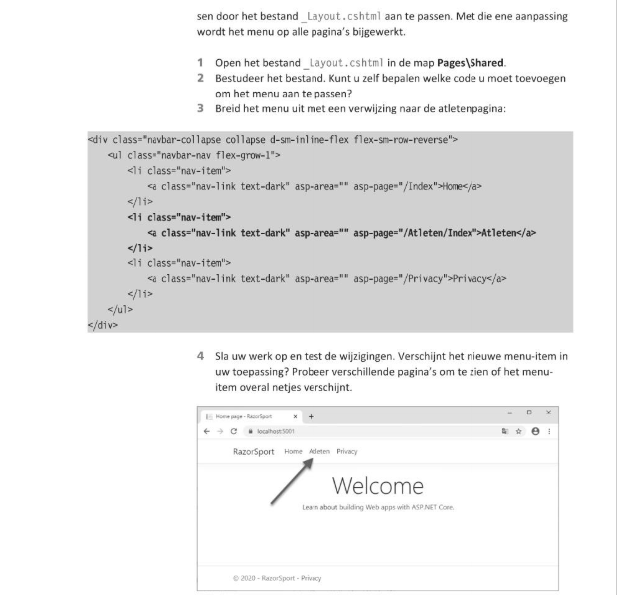 sen door het bestand _Layout.cshtml aan te passen. Met die ene aanpassing
wordt het menu op alle pagina's bijgewerkt.
1 Open het bestand _Layout.cshtml in de map Pages\Shared.
2 Bestudeer het bestand. Kunt u zelf bepalen welke code u moet toevoegen
om het menu aan te passen?
3 Breid het menu uit met een verwijzing naar de atletenpagina:
<div class="navbar-collapse collapse d-sm-inline-flex flex-sm-row-reverse">
<ul class="navbar-nav flex-grow-1">
<li class="nav-item">
<a class="nav-link text-dark" asp-area="" asp-page="/Index">Home</a>
</li>
<li class="nav-item">
<a class="nav-link text-dark" asp-area="" asp-page="/Atleten/Index">Atleten</a>
</li>
<li class="nav-item">
<a class="nav-link text-dark" asp-area="" asp-page="/Privacy">Privacy</a>
</li>
</ul>
</div>
4 Sla uw werk op en test de wijzigingen. Verschijnt het nieuwe menu-item in
uw toepassing? Probeer verschillende pagina's om te zien of het menu-
item overal netjes verschijnt.
Home page - RazorSport
localhost:5001
RazorSport Home Atleten Privacy
Welcome
Learn about building Web apps with ASP.NET Core.
© 2020 - RazorSport - Privacy